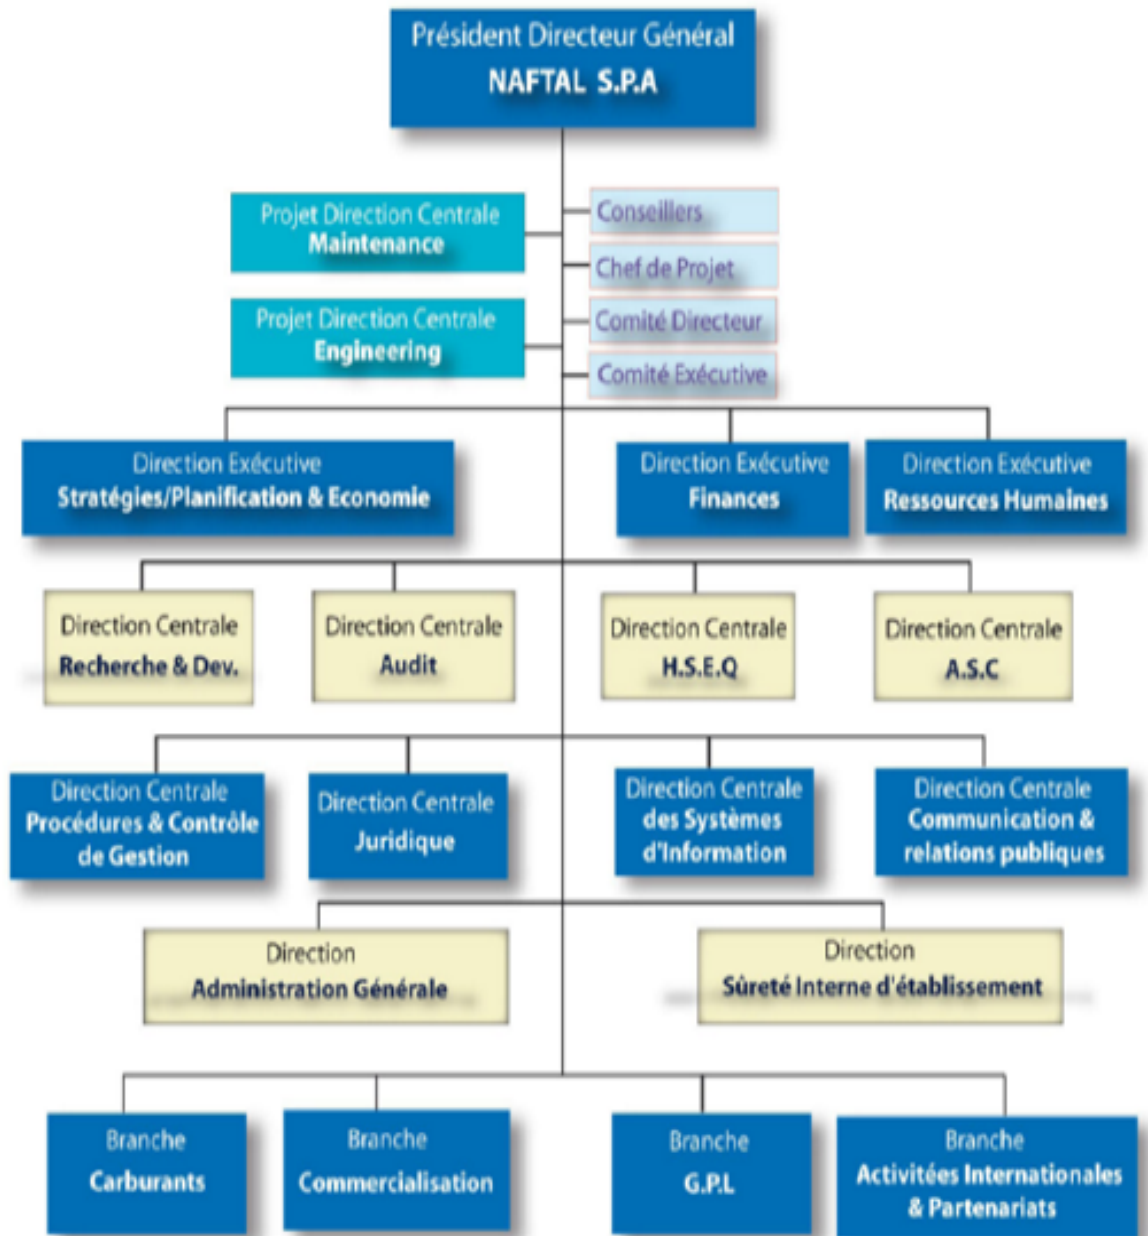 Président Directeur Général
NAFTAL S.P.A
Projet Direction Centrale
Maintenance
Projet Direction Centrale
Engineering
Conseillers
Chef de Projet
Comité Directeur
Comité Exécutive
Direction Exécutive
Stratégies/Planification & Economie
Direction Exécutive
Finances
Direction Exécutive
Ressources Humaines
Direction Centrale
Recherche & Dev.
Direction Centrale
Audit
Direction Centrale
H.S.E.Q
Direction Centrale
A.S.C
Direction Centrale
Procédures & Contrôle
de Gestion
Direction Centrale
Juridique
Direction Centrale
des Systèmes
d'Information
Direction Centrale
Communication &
relations publiques
Direction
Administration Générale
Direction
Sûreté Interne d'établissement
Branche
Carburants
Branche
Commercialisation
Branche
G.P.L
Branche
Activitées Internationales
& Partenariats